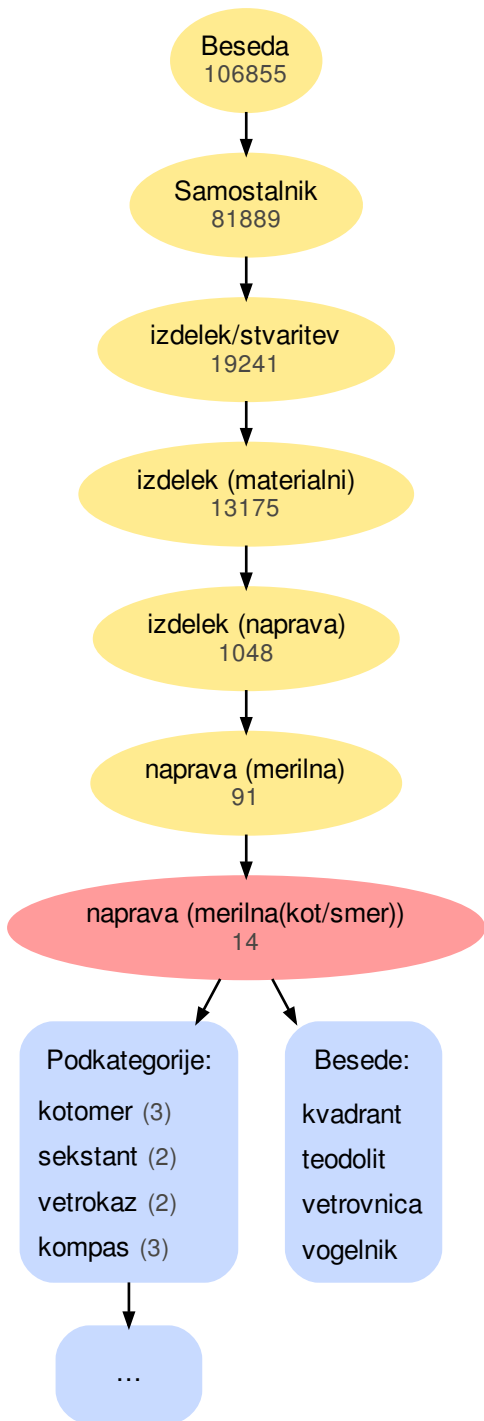 Beseda
106855
Samostalnik
81889
izdelek/stvaritev
19241
izdelek (materialni)
13175
izdelek (naprava)
1048
naprava (merilna)
91
naprava (merilna(kot/smer))
14
Podkategorije:
kotomer (3)
sekstant (2)
vetrokaz (2)
kompas (3)
Besede:
kvadrant
teodolit
vetrovnica
vogelnik
...